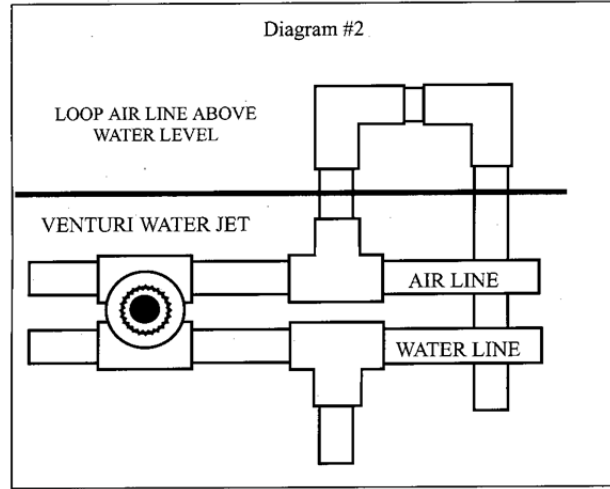 Diagram #2
LOOP AIR LINE ABOVE
WATER LEVEL
VENTURI WATER JET
AIR LINE
WATER LINE